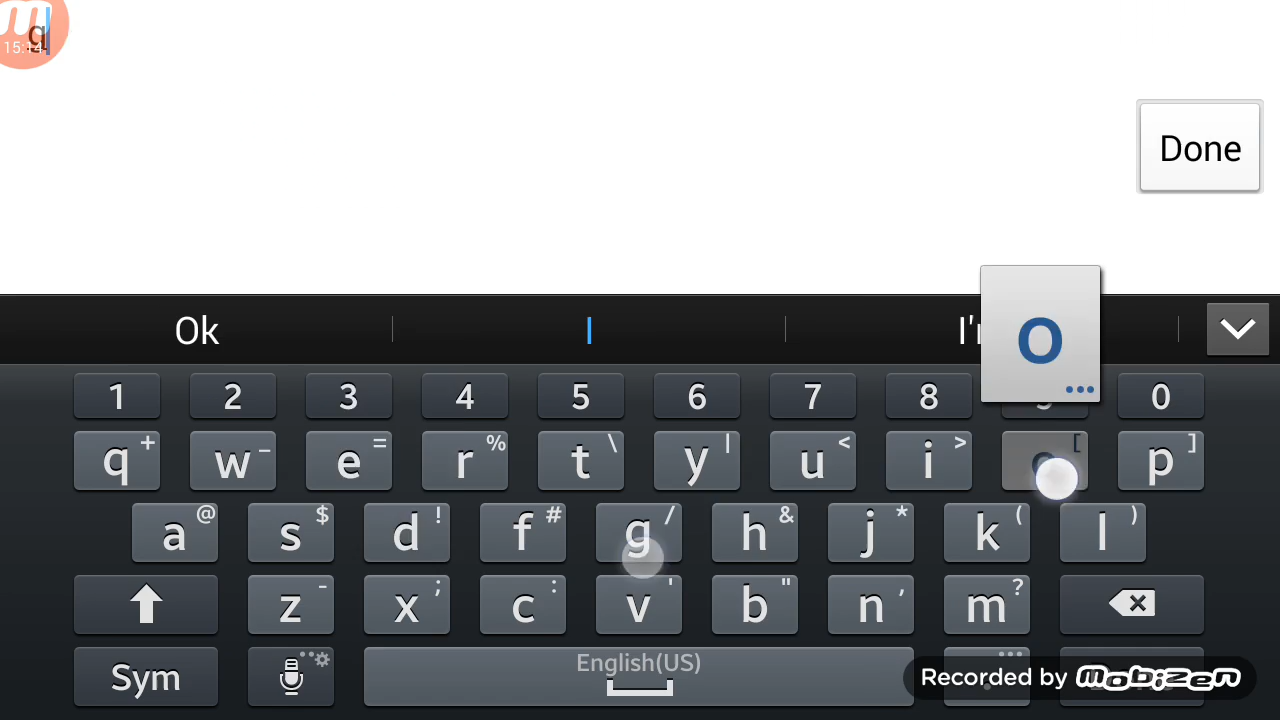 g
15:14
Done
Ok I I'
o
1 2 3 4 5 6 7 8 9 0
q + w - e = r % t \ y | u < i > o [ p ]
a @ s $ d ! f # g / h & j * k ( l )
z - x ; c : v ' b " n , m ?
Sym English(US)
Recorded by mobizen